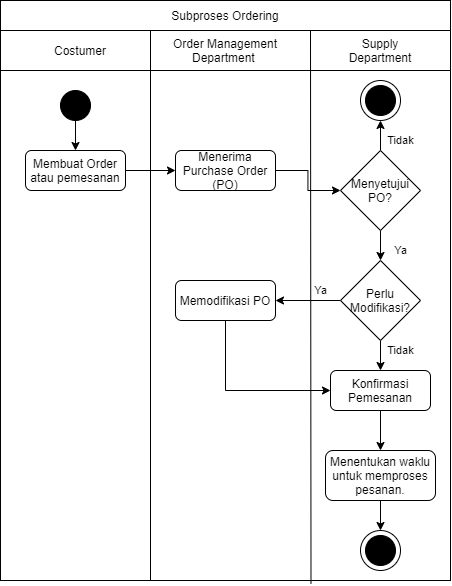 Subproses Ordering
Costumer
Order Management
Department
Supply
Department
Tidak
Membuat Order
atau pemesanan
Menerima
Purchase Order
(PO)
Menyetujui
PO?
Ya
Perlu
Modifikasi?
Ya
Memodifikasi PO
Tidak
Konfirmasi
Pemesanan
Menentukan waklu
untuk memproses
pesanan.